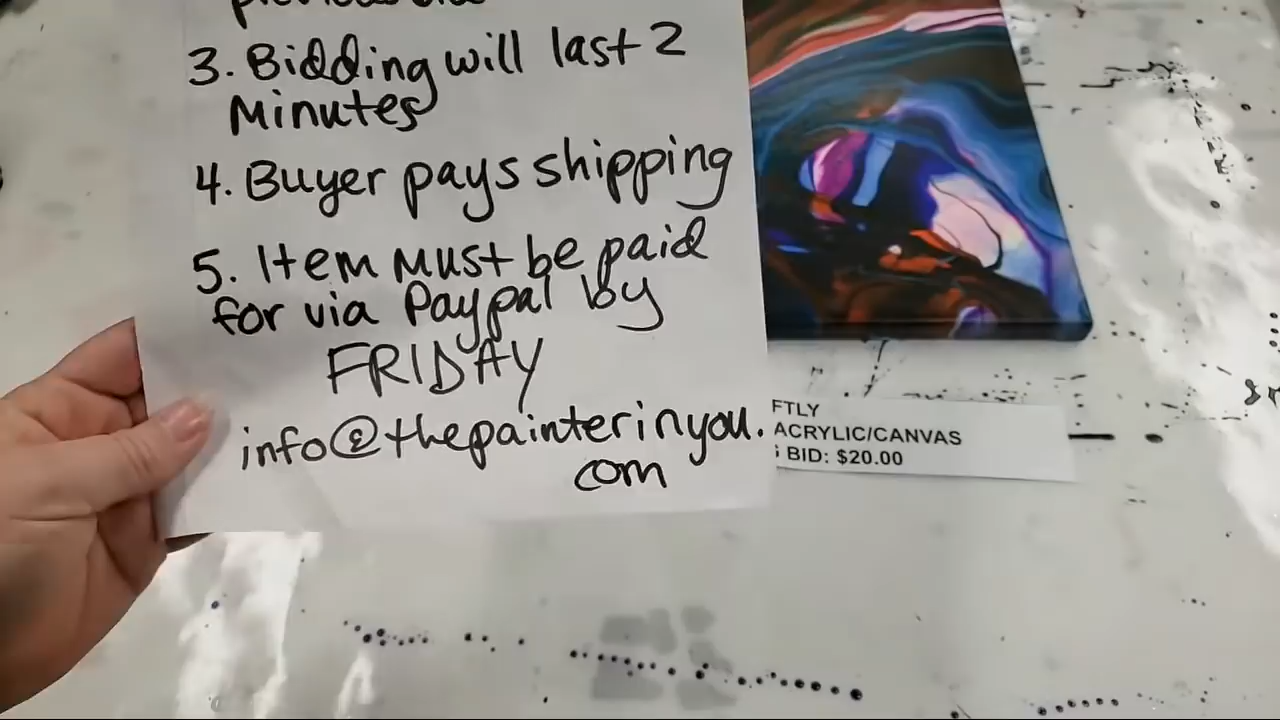 3. Bidding will last 2
Minutes
4. Buyer pays shipping
5. Item must be paid
for via Paypal by
FRIDAY
info@thepainterinyou.
com
FTLY
ACRYLIC/CANVAS
BID: $20.00